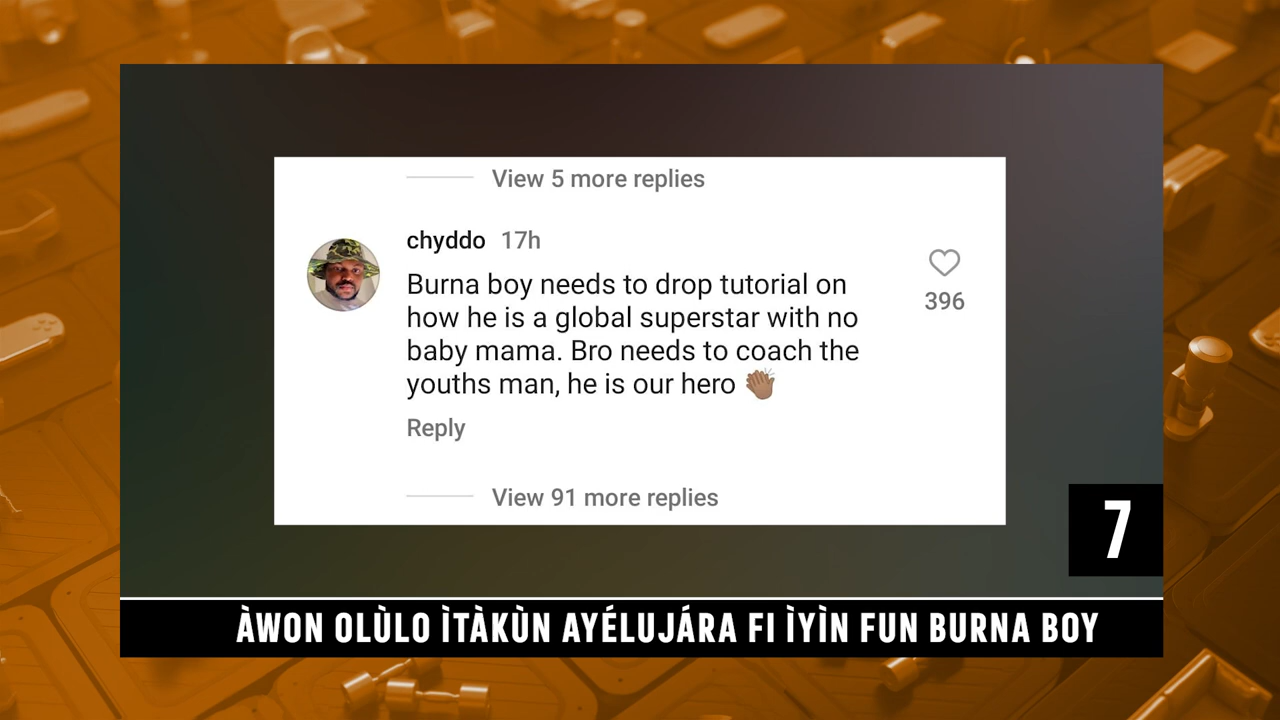 View 5 more replies
chyddo 17h
Burna boy needs to drop tutorial on
how he is a global superstar with no
baby mama. Bro needs to coach the
youths man, he is our hero 👏🏽
396
Reply
View 91 more replies
7
ÀWON OLÙLO ÌTÀKÙN AYÉLUJÁRA FI ÌYÌN FUN BURNA BOY